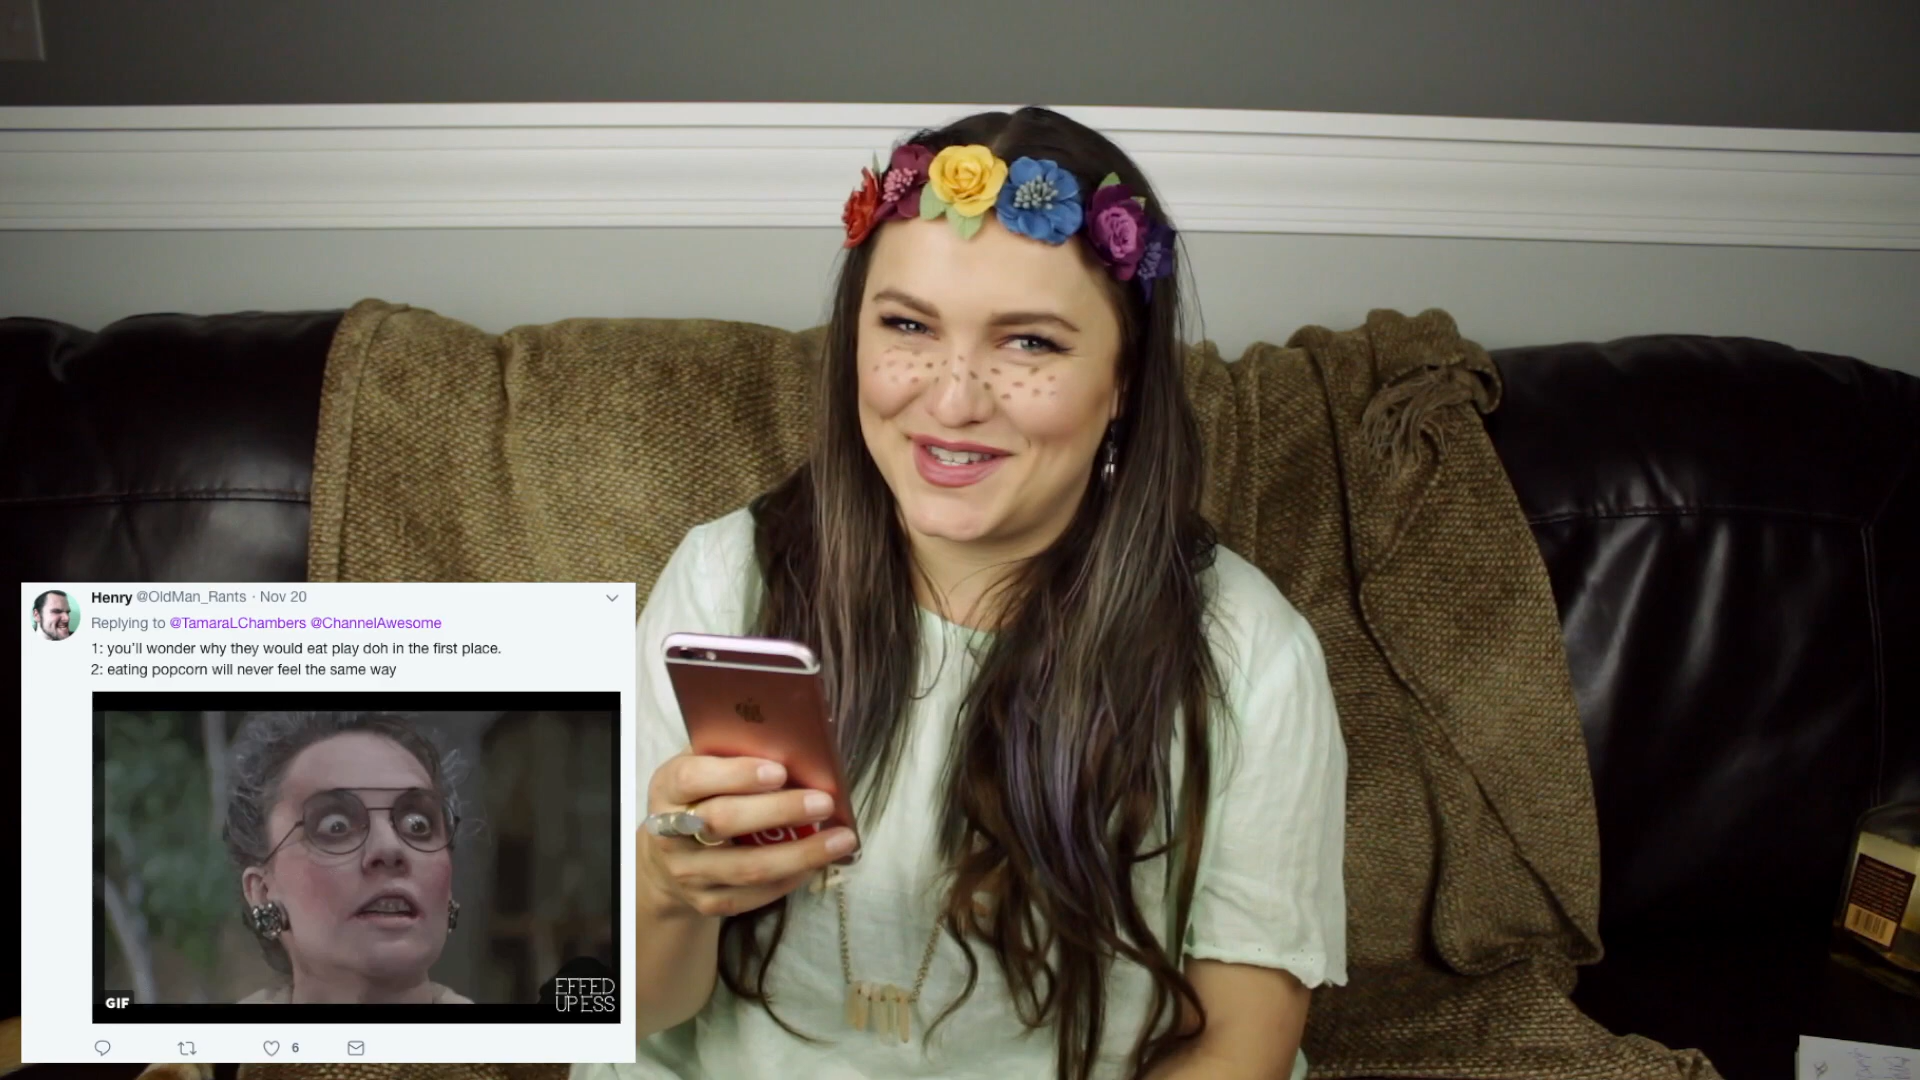 Henry @OldMan_Rants · Nov 20
Replying to @TamaraLChambers @ChannelAwesome
1: you'll wonder why they would eat play doh in the first place.
2: eating popcorn will never feel the same way
GIF
EFFED
UP ESS
6